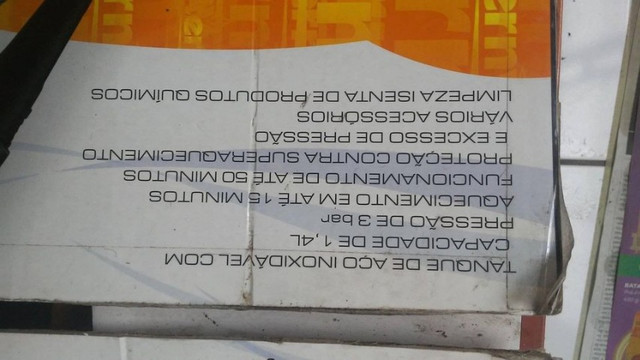 TANQUE DE AÇO INOXIDÁVEL COM
CAPACIDADE DE 1,4L
PRESSÃO DE 3 bar
AQUECIMENTO EM ATÉ 15 MINUTOS
FUNCIONAMENTO DE ATÉ 50 MINUTOS
PROTEÇÃO CONTRA SUPERAQUECIMENTO
E EXCESSO DE PRESSÃO
VÁRIOS ACESSÓRIOS
LIMPEZA ISENTA DE PRODUTOS QUÍMICOS